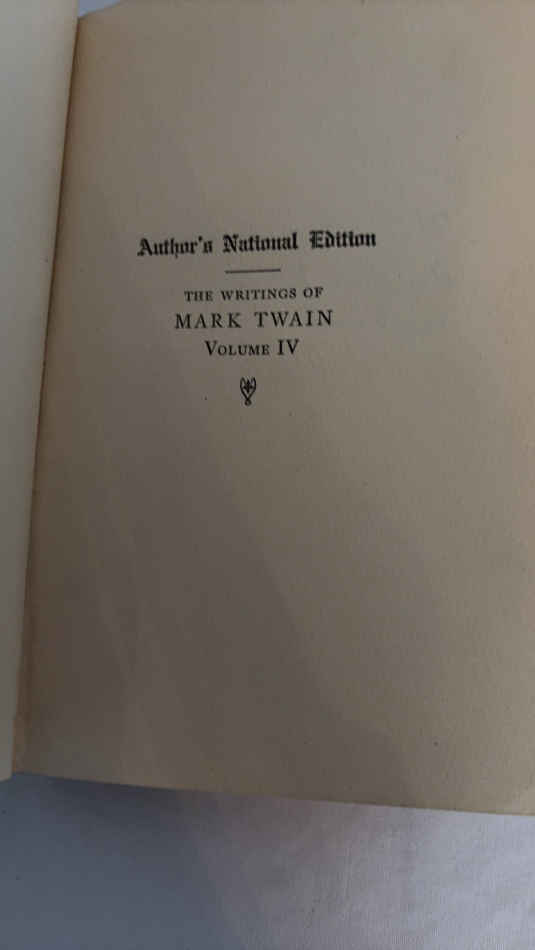 Author's National Edition
THE WRITINGS OF
MARK TWAIN
VOLUME IV